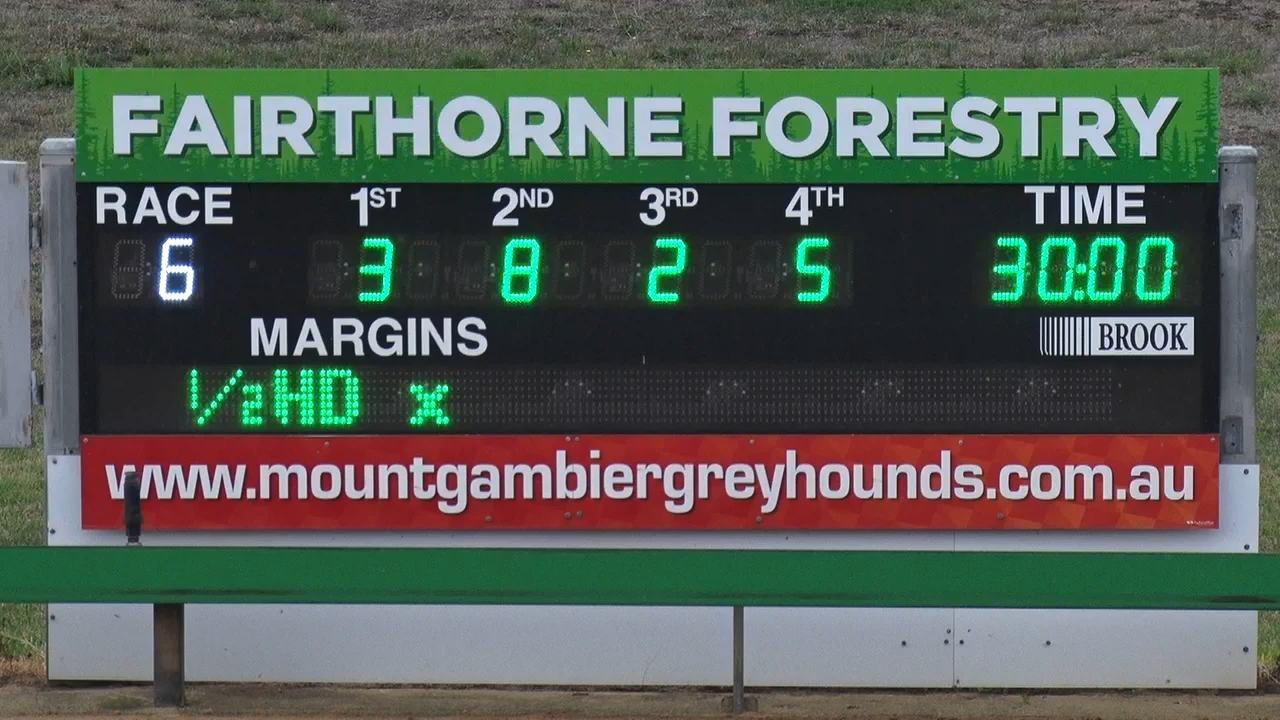 FAIRTHORNE FORESTRY
RACE 1ST 2ND 3RD 4TH TIME
6 3 8 2 5 30:00
MARGINS BROOK
1/2HD x
www.mountgambiergreyhounds.com.au